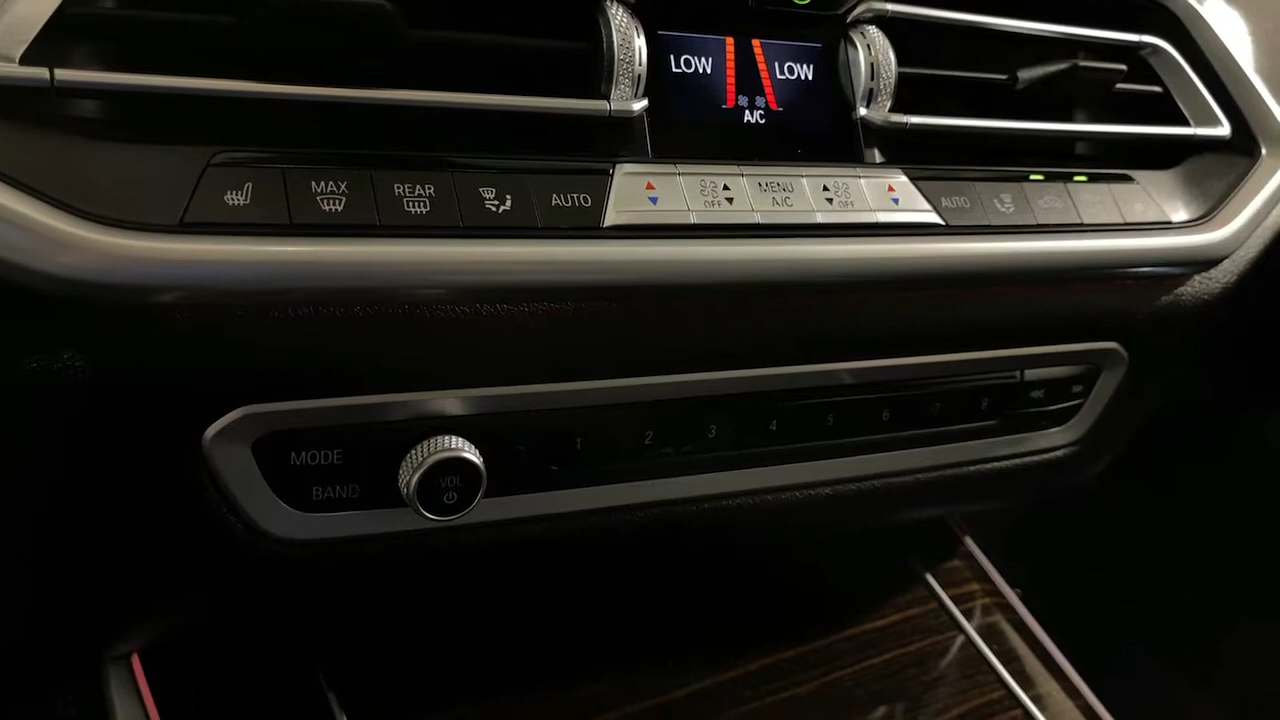 LOW LOW
A/C
MAX
REAR
AUTO
OFF
MENU
A/C
OFF
AUTO
MODE
BAND
VOL
1 2 3 4 5 6 7 8